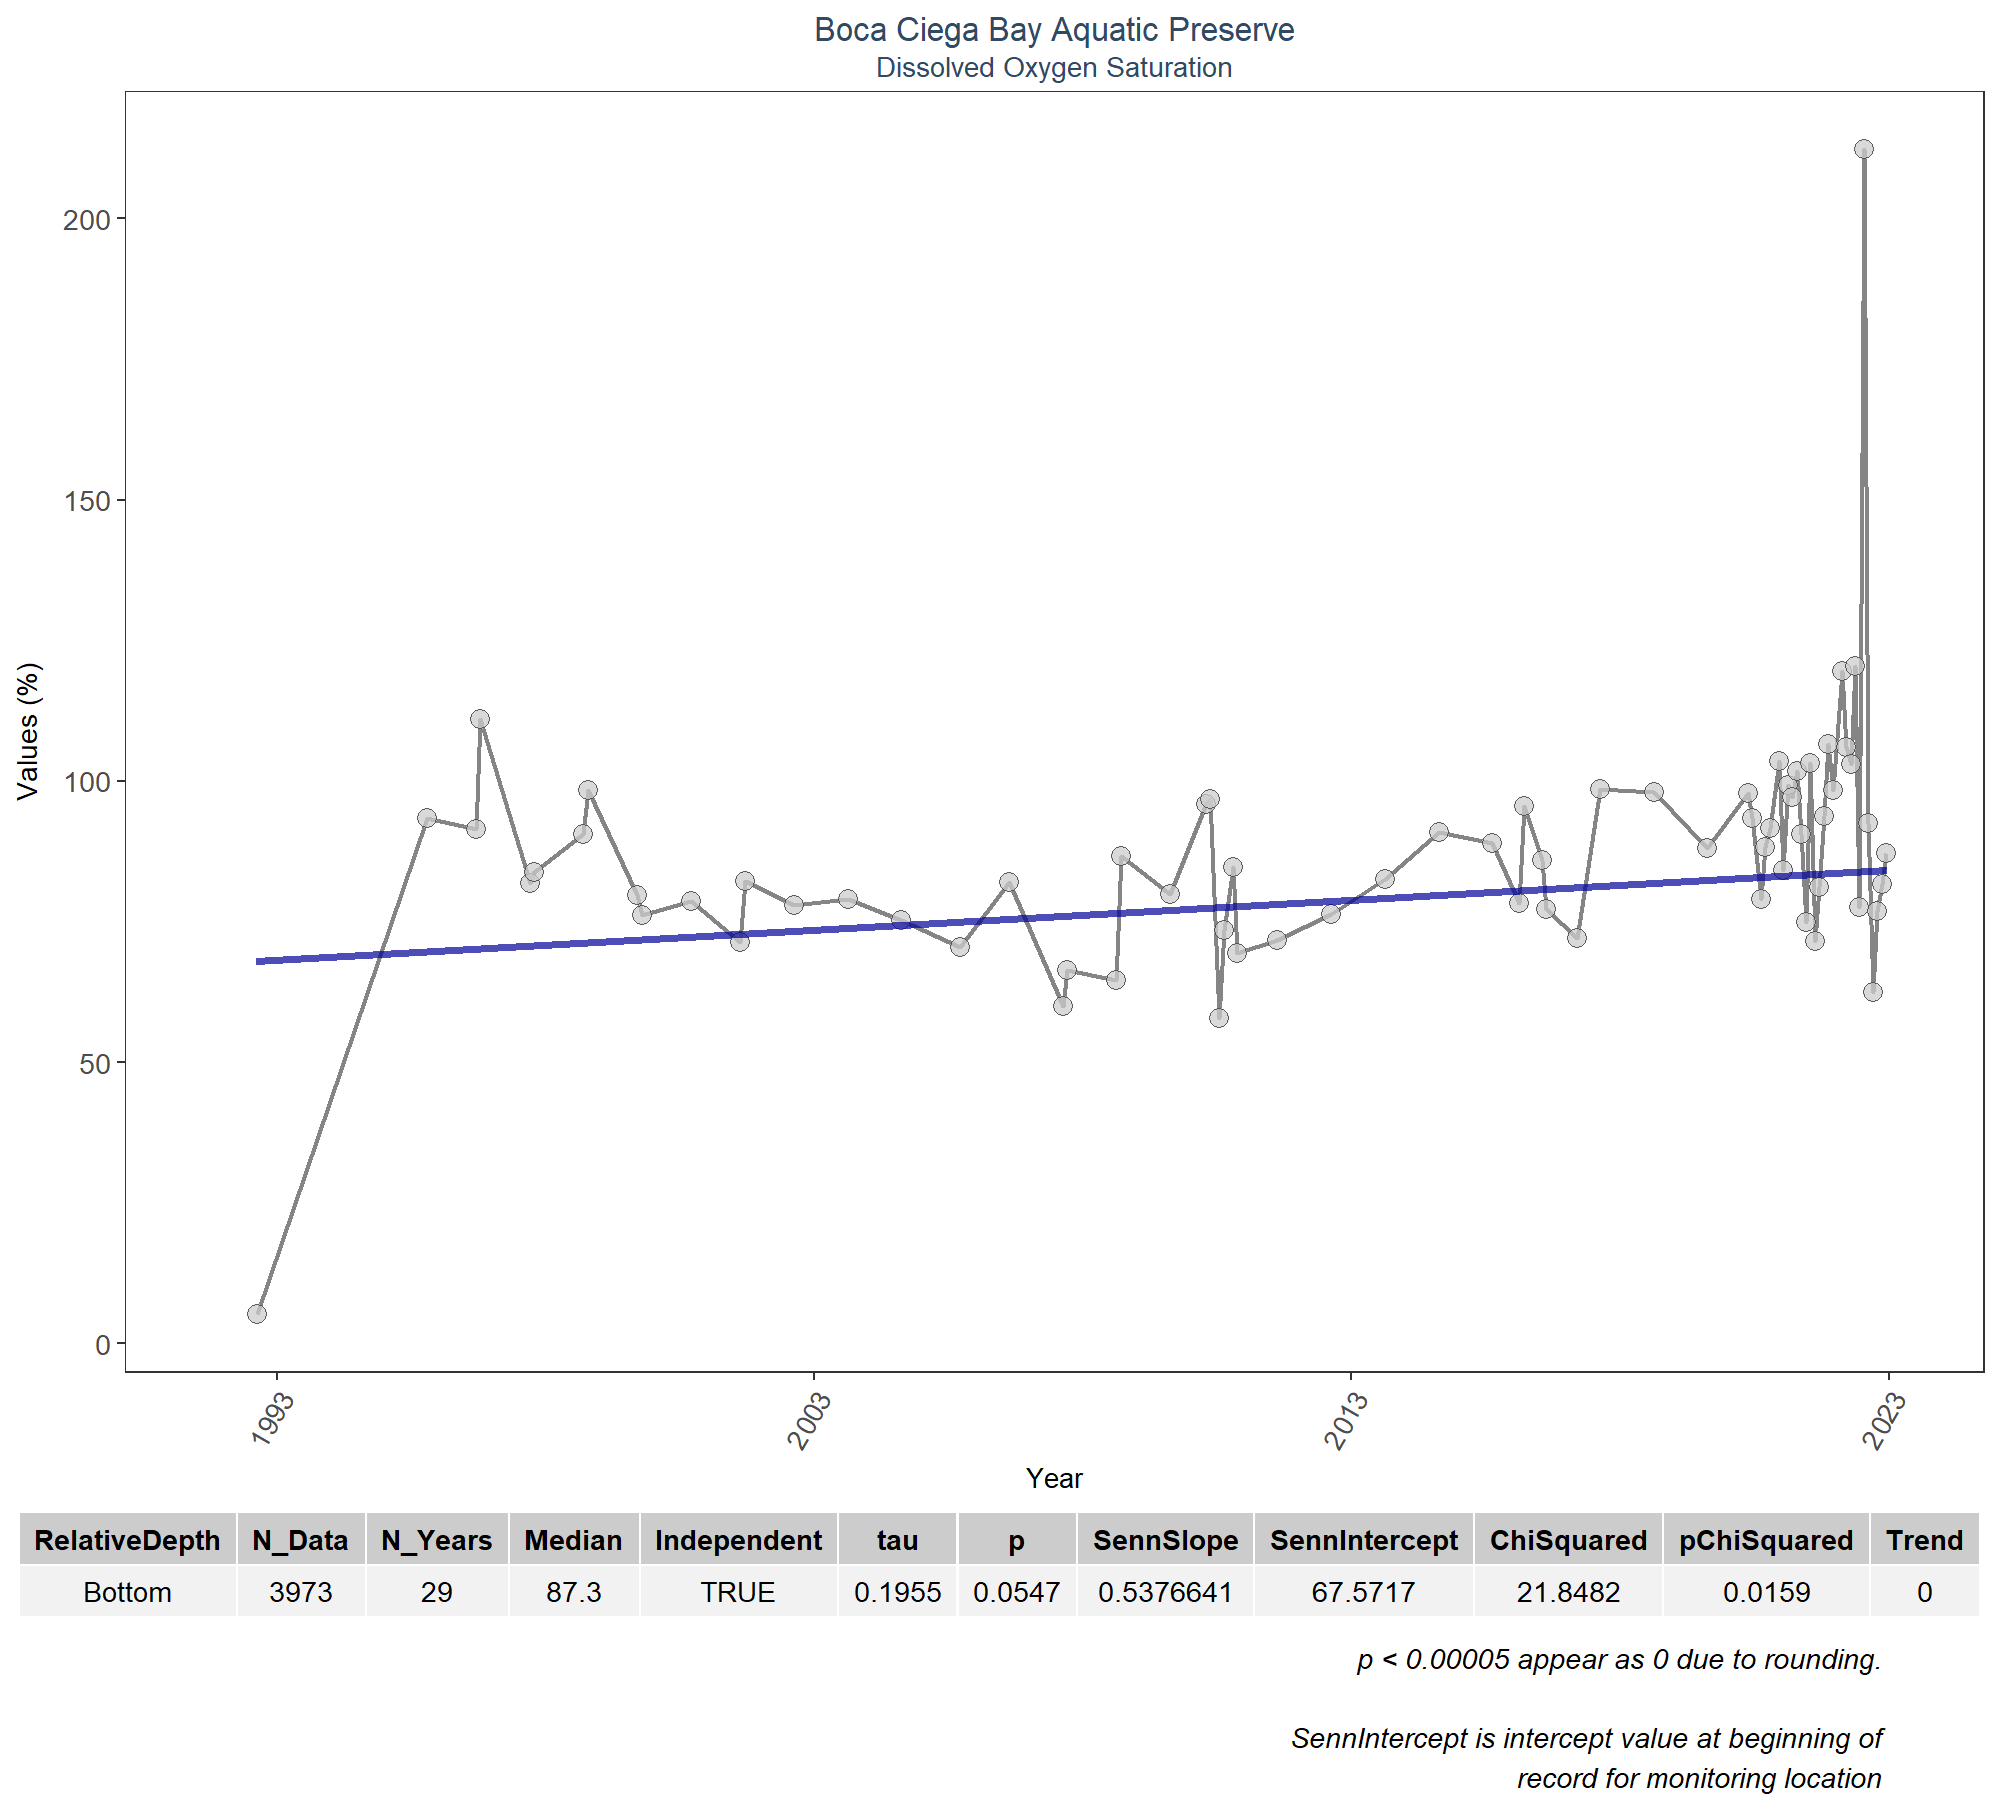 Boca Ciega Bay Aquatic Preserve
Dissolved Oxygen Saturation
Values (%)
200
150
100
50
0
1993
2003
2013
2023
Year
RelativeDepth N_Data N_Years Median Independent tau p SennSlope SennIntercept ChiSquared pChiSquared Trend
Bottom 3973 29 87.3 TRUE 0.1955 0.0547 0.5376641 67.5717 21.8482 0.0159 0
p < 0.00005 appear as 0 due to rounding.
SennIntercept is intercept value at beginning of
record for monitoring location